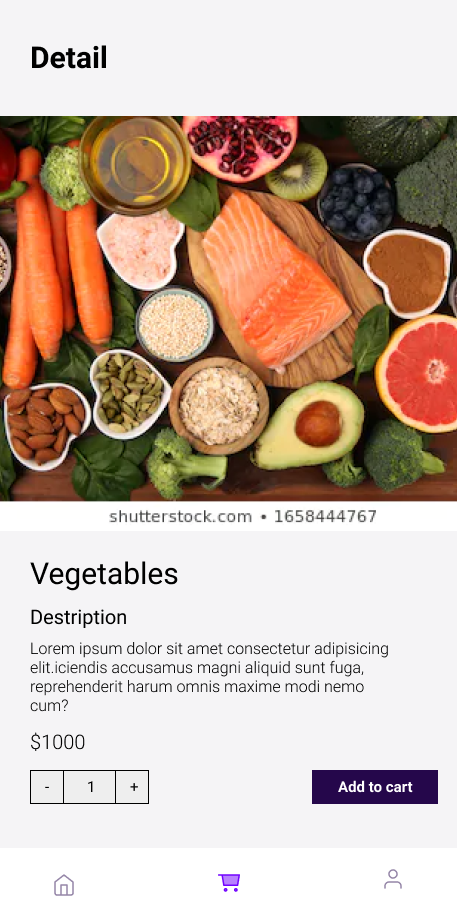 Detail
shutterstock.com • 1658444767
Vegetables
Destription
Lorem ipsum dolor sit amet consectetur adipisicing
elit.iciendis accusamus magni aliquid sunt fuga,
reprehenderit harum omnis maxime modi nemo
cum?
$1000
- 1 + Add to cart